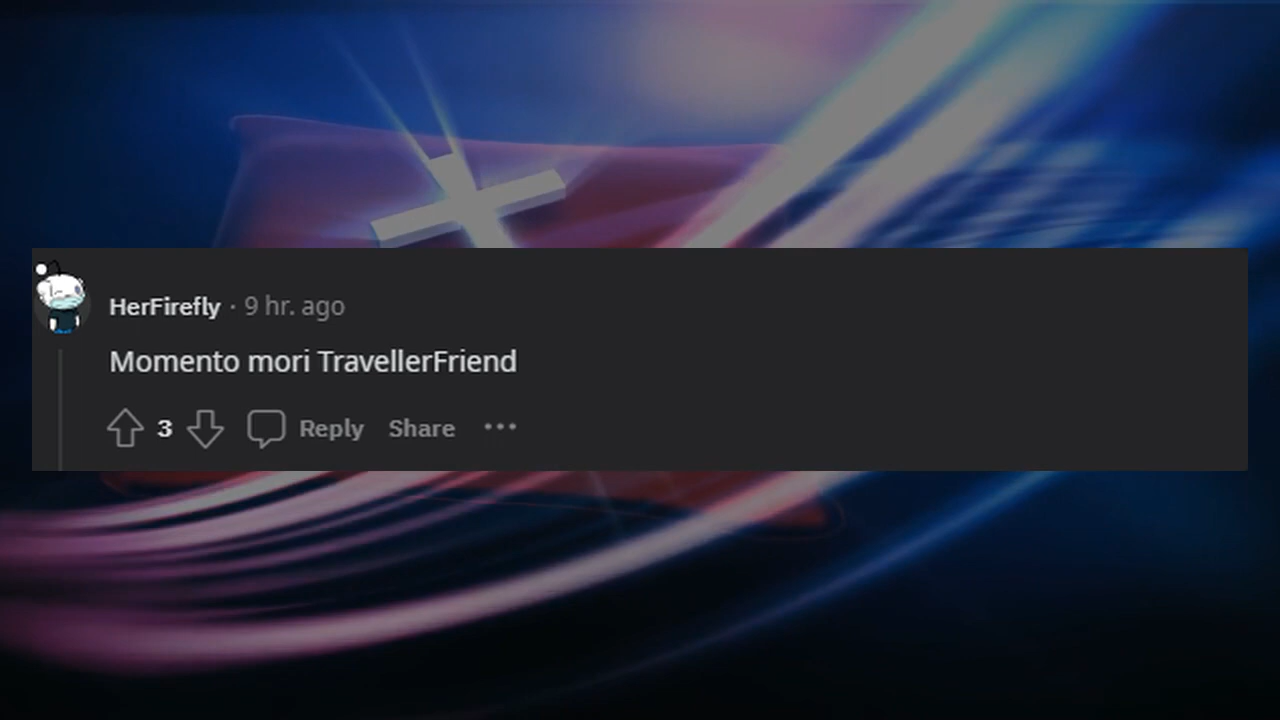 HerFirefly · 9 hr. ago
Momento mori TravellerFriend
3 Reply Share ···